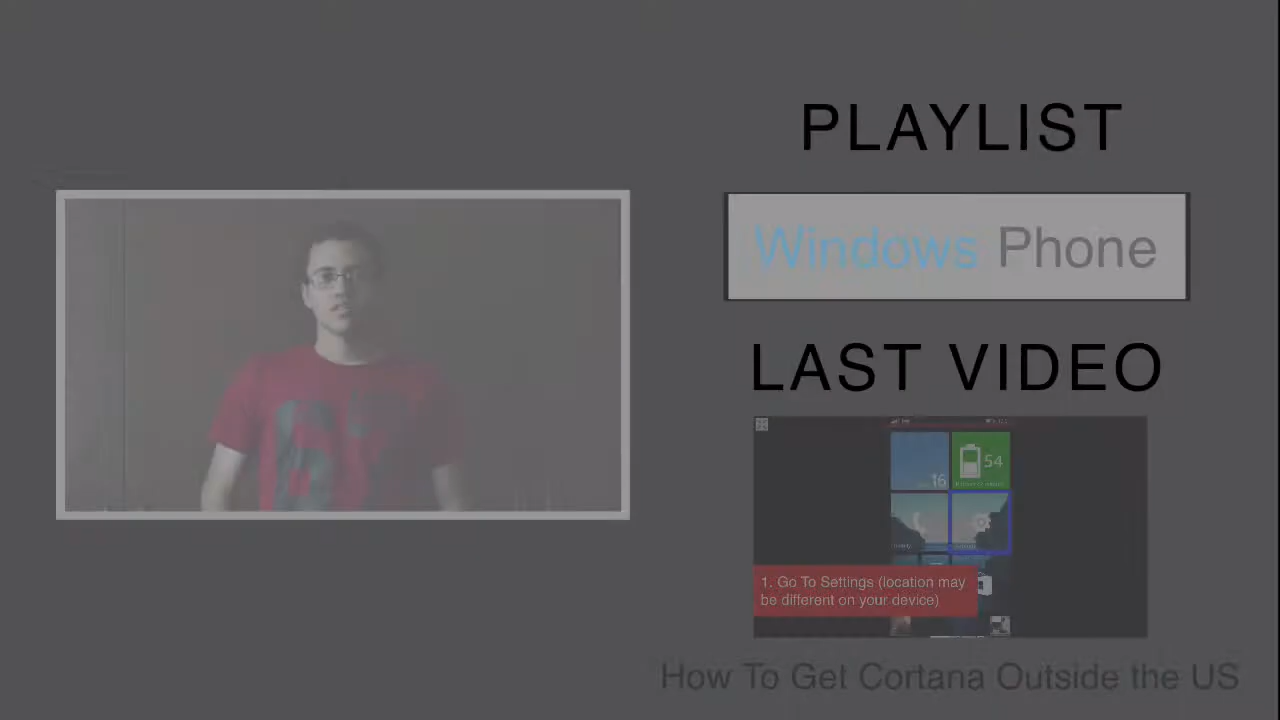 PLAYLIST
Windows Phone
LAST VIDEO
54
16
1. Go To Settings (location may
be different on your device)
How To Get Cortana Outside the US